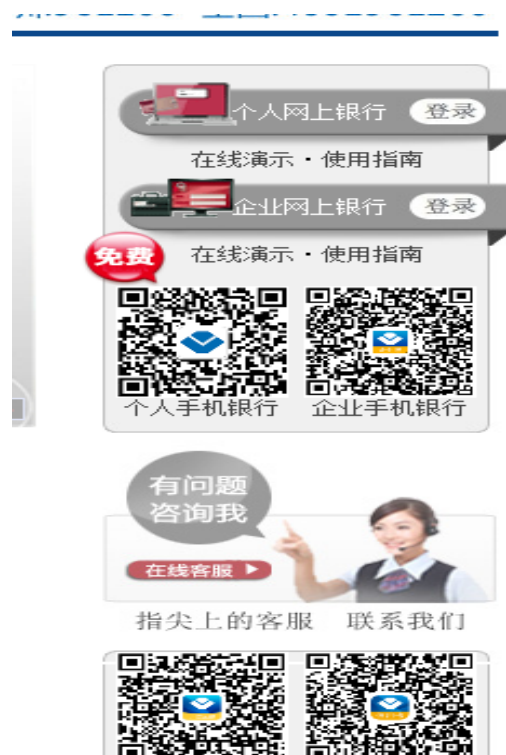 个人网上银行 登录
在线演示·使用指南
企业网上银行 登录
在线演示·使用指南
免费
个人手机银行 企业手机银行
有问题
咨询我
在线客服
指尖上的客服 联系我们